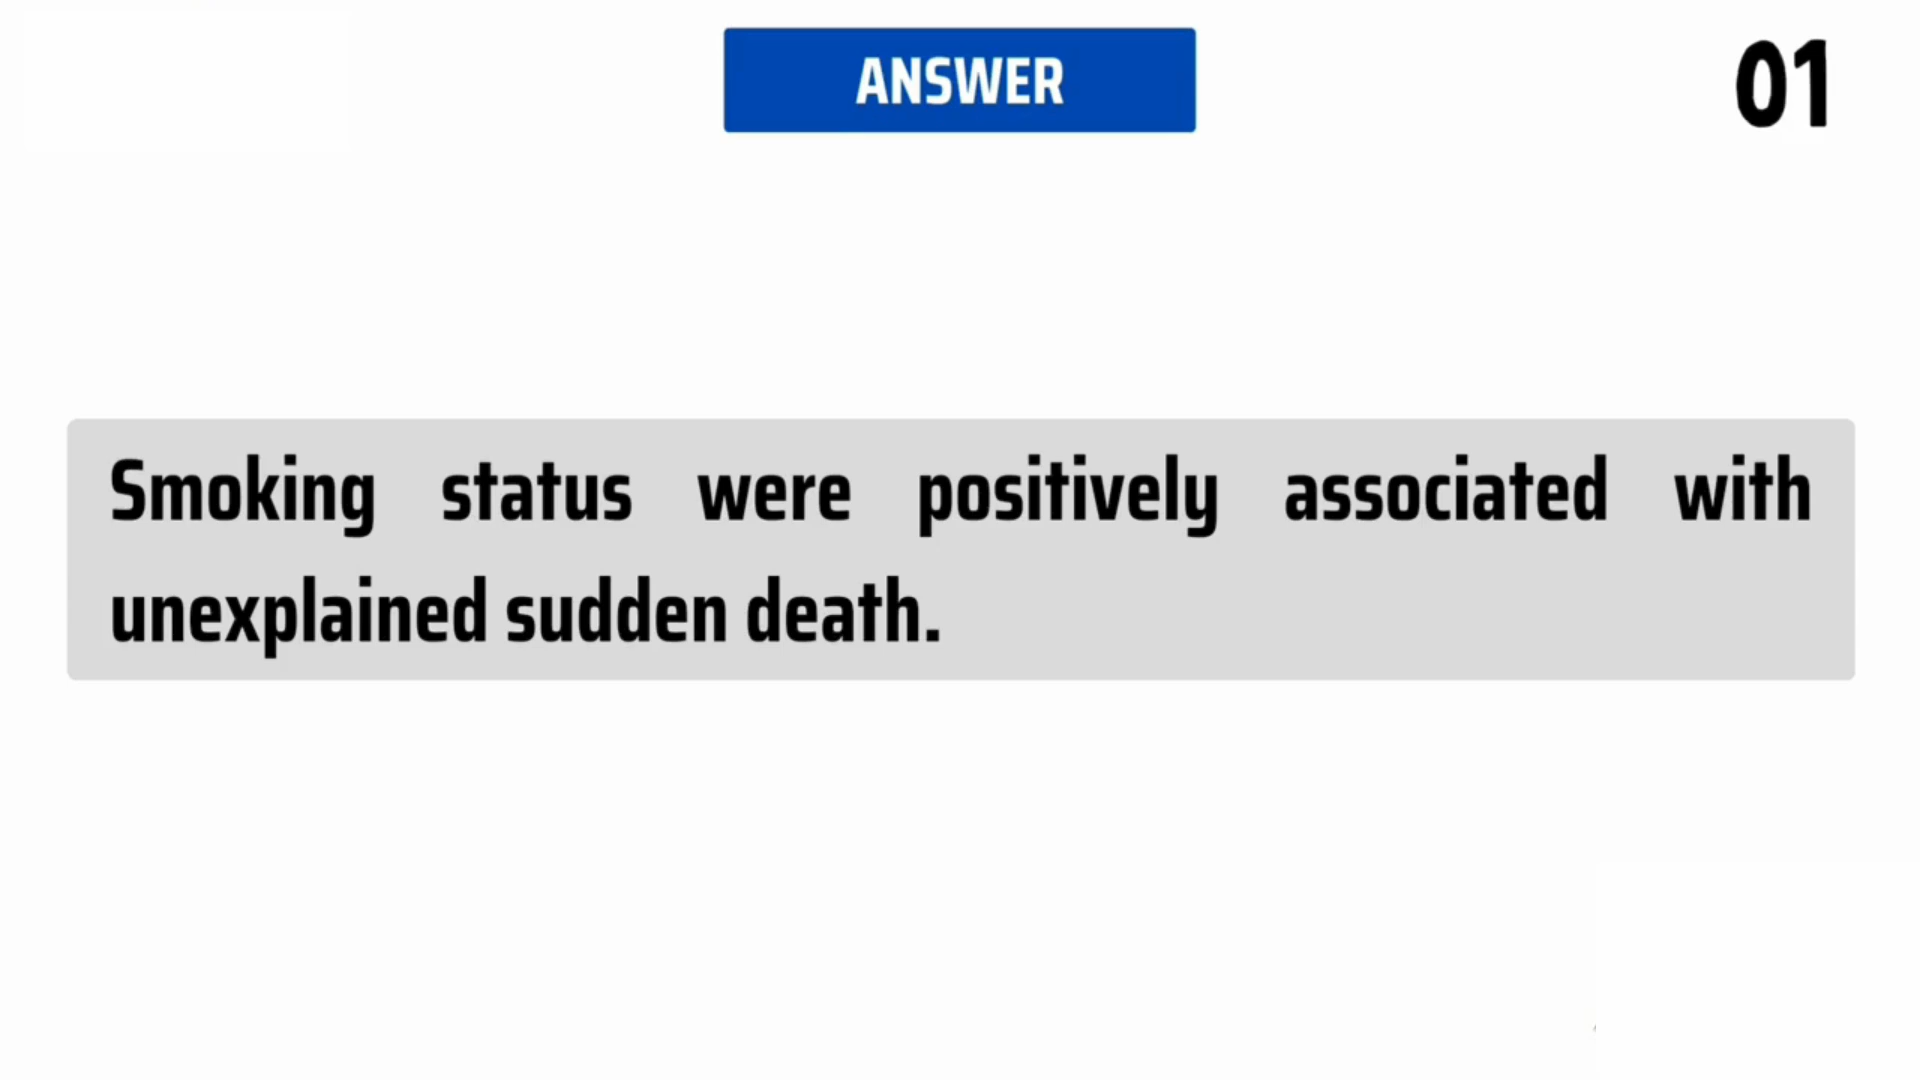 ANSWER
01
Smoking status were positively associated with
unexplained sudden death.